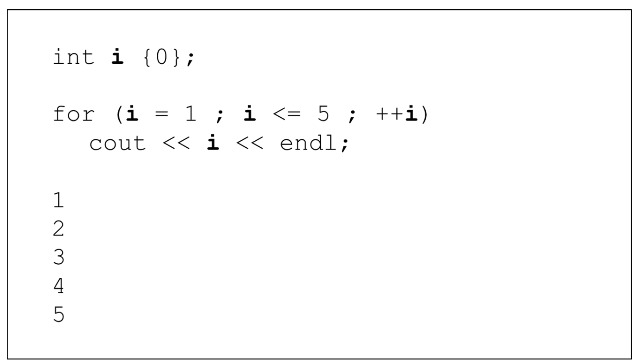 int i {0};
for (i = 1 ; i <= 5 ; ++i)
cout << i << endl;
1
2
3
4
5